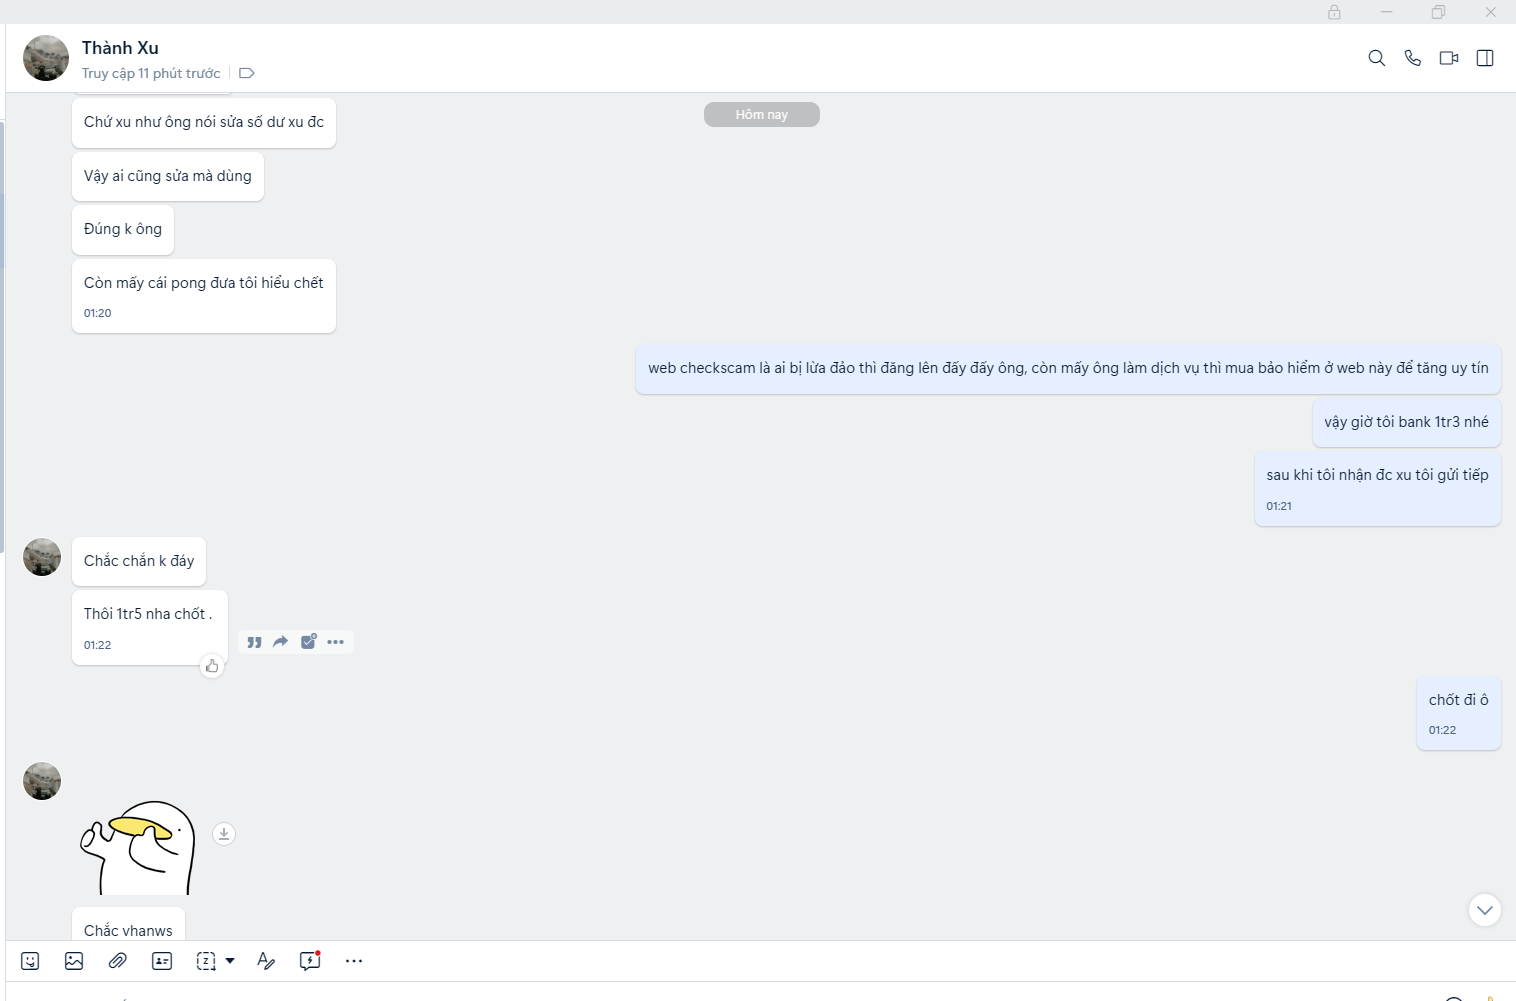 Thành Xu
Truy cập 11 phút trước
Hôm nay
Chứ xu như ông nói sửa số dư xu đc
Vậy ai cũng sửa mà dùng
Đúng k ông
Còn mấy cái pong đưa tôi hiểu chết
01:20
web checkscam là ai bị lừa đảo thì đăng lên đấy đấy ông, còn mấy ông làm dịch vụ thì mua bảo hiểm ở web này để tăng uy tín
vậy giờ tôi bank 1tr3 nhé
sau khi tôi nhận đc xu tôi gửi tiếp
01:21
Chắc chắn k đáy
Thôi 1tr5 nha chốt .
01:22
chốt đi ô
01:22
Chắc vhanws